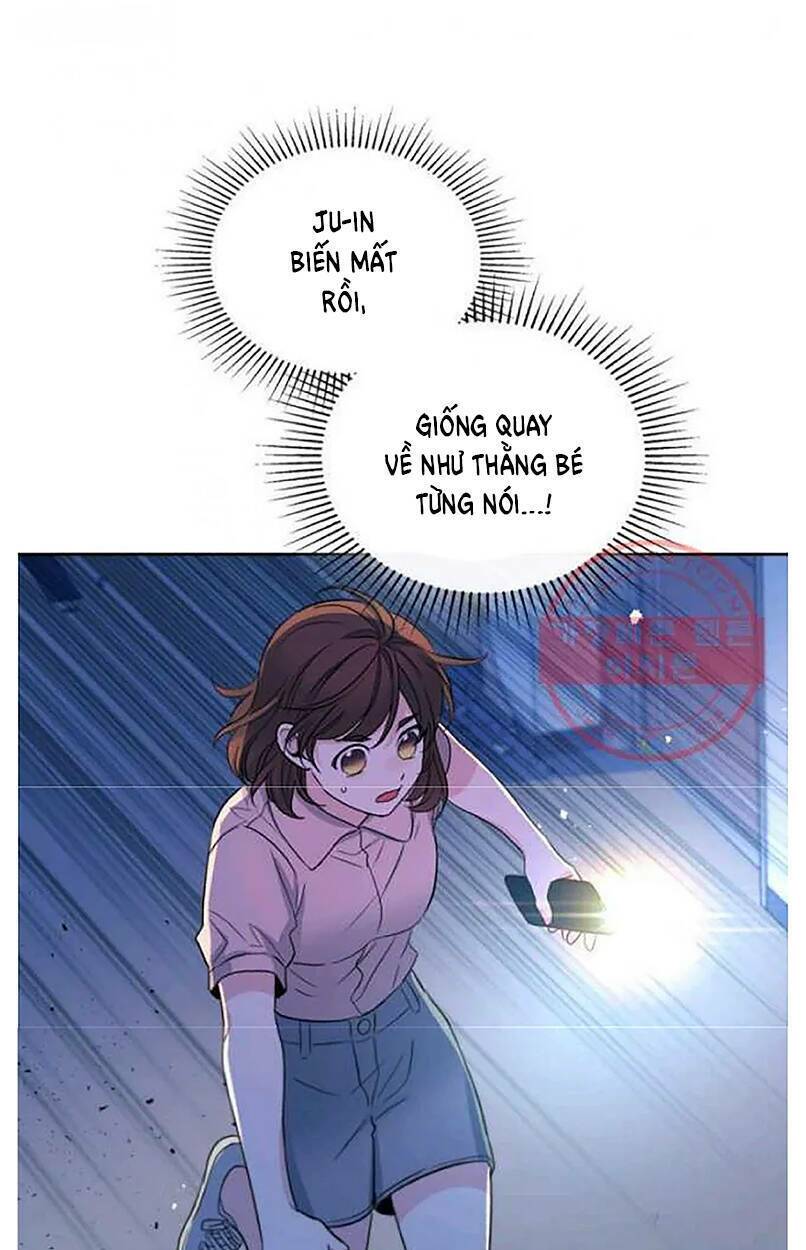 JU-IN
BIẾN MẤT
RỒI,
GIỐNG QUAY
VỀ NHƯ THẰNG BÉ
TỪNG NÓI...!